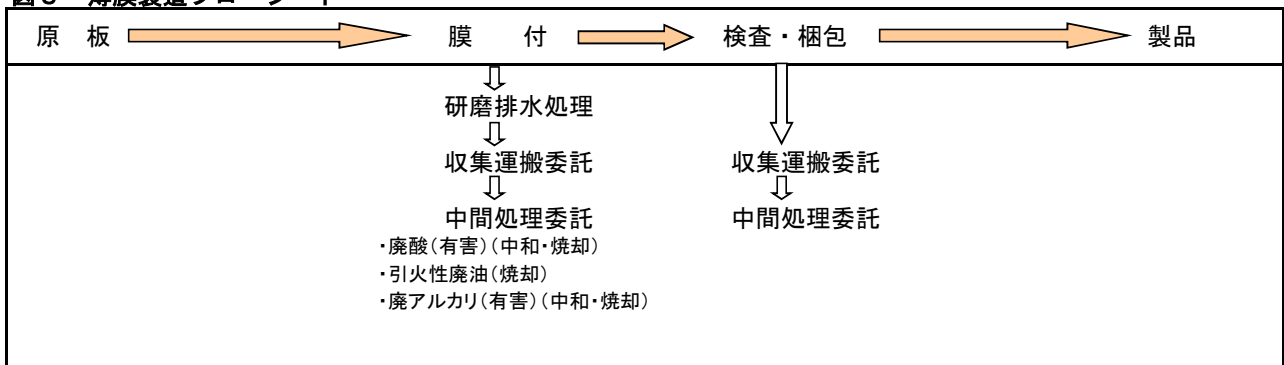 原　板　膜　付　検査・梱包　製品
研磨排水処理
収集運搬委託　収集運搬委託
中間処理委託　中間処理委託
・廃酸（有害）（中和・焼却）
・引火性廃油（焼却）
・廃アルカリ（有害）（中和・焼却）